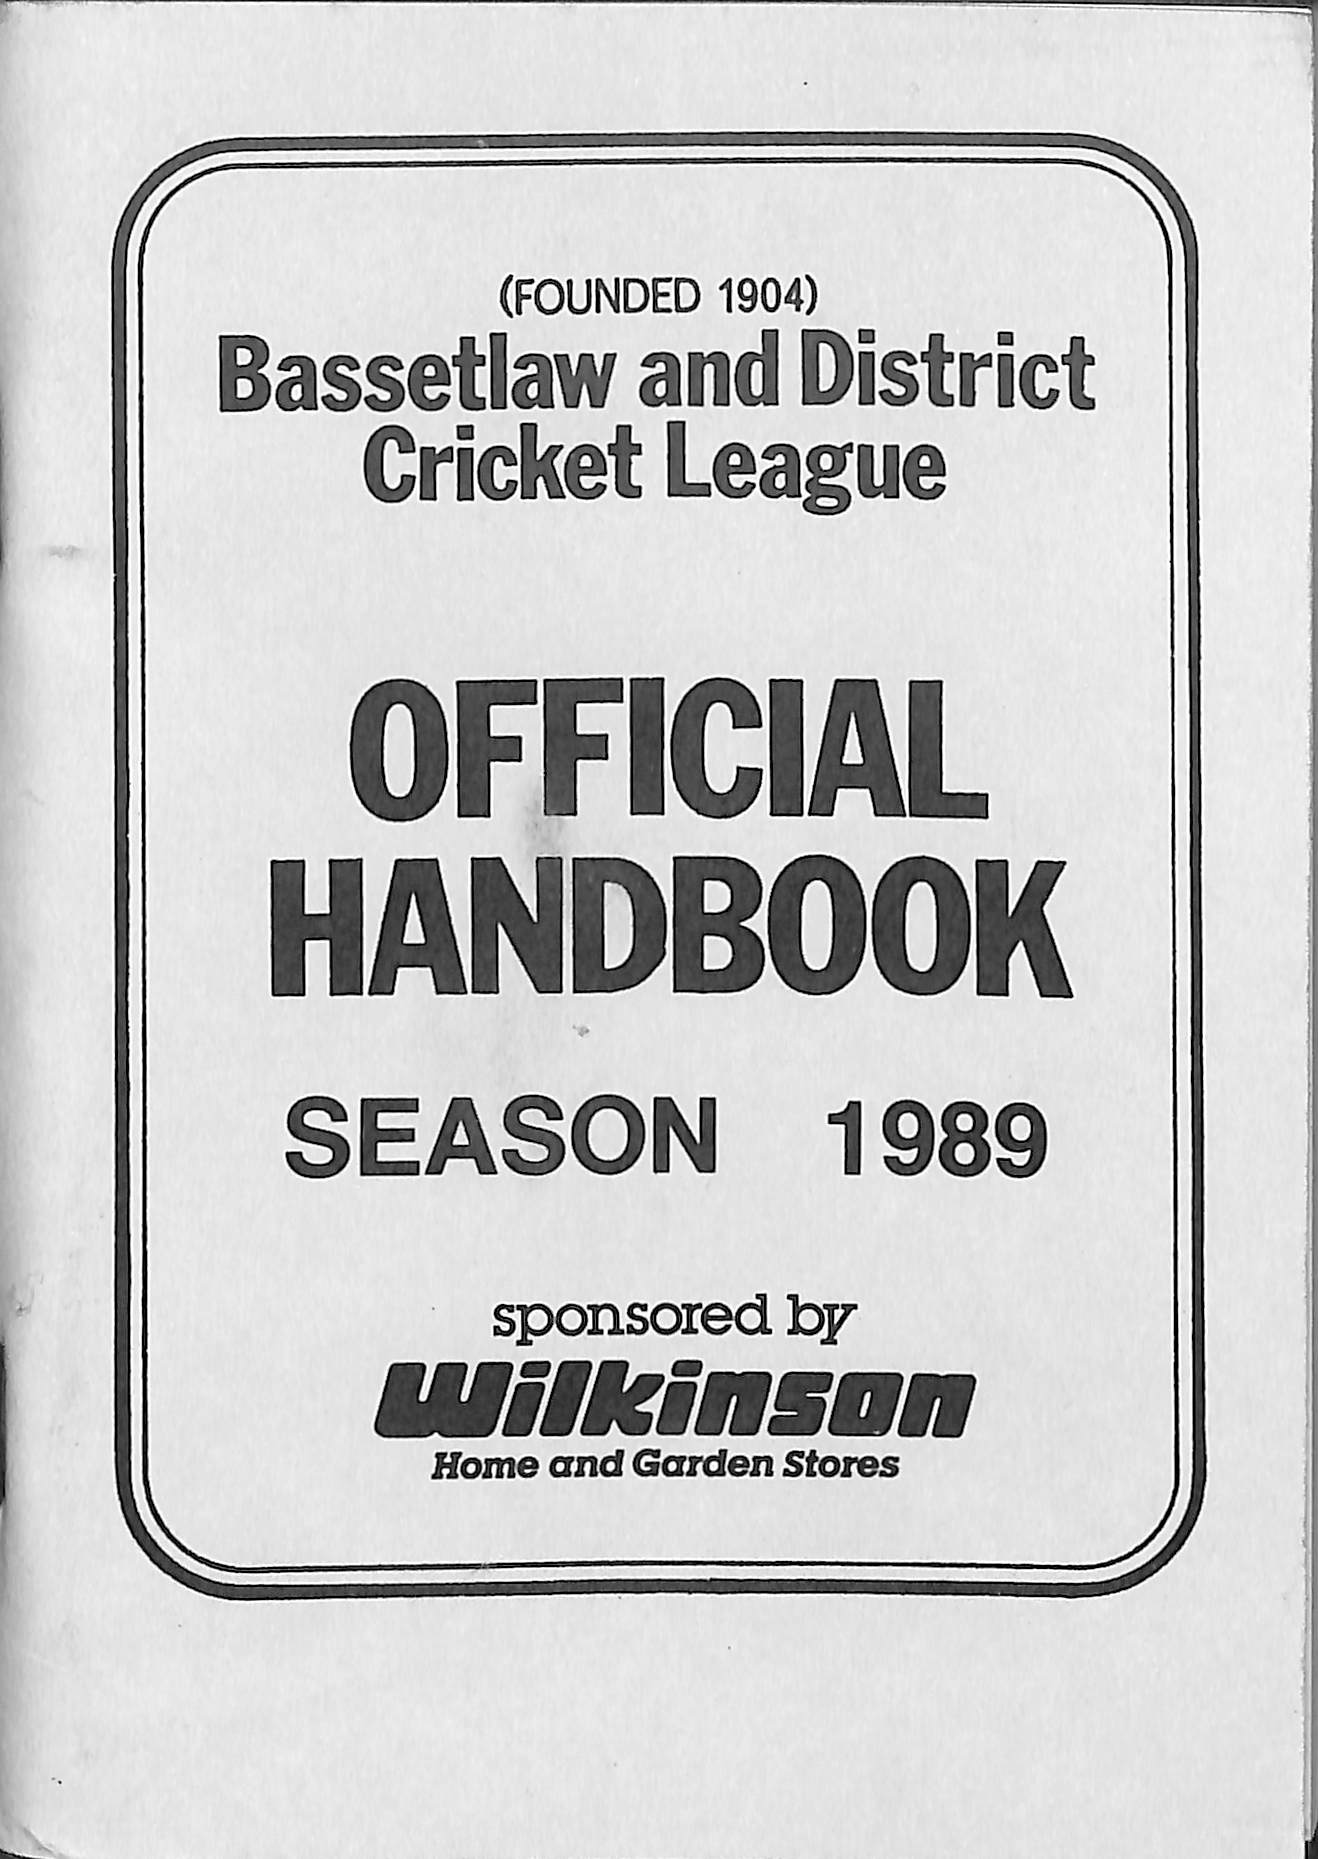 (FOUNDED 1904)
Bassetlaw and District
Cricket League
OFFICIAL
HANDBOOK
SEASON 1989
sponsored by
Wilkinson
Home and Garden Stores